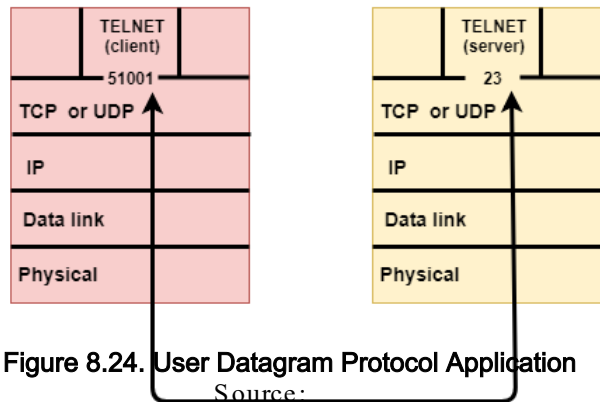 TELNET
(client)
51001
TCP or UDP
IP
Data link
Physical
TELNET
(server)
23
TCP or UDP
IP
Data link
Physical
Figure 8.24. User Datagram Protocol Application
Source: